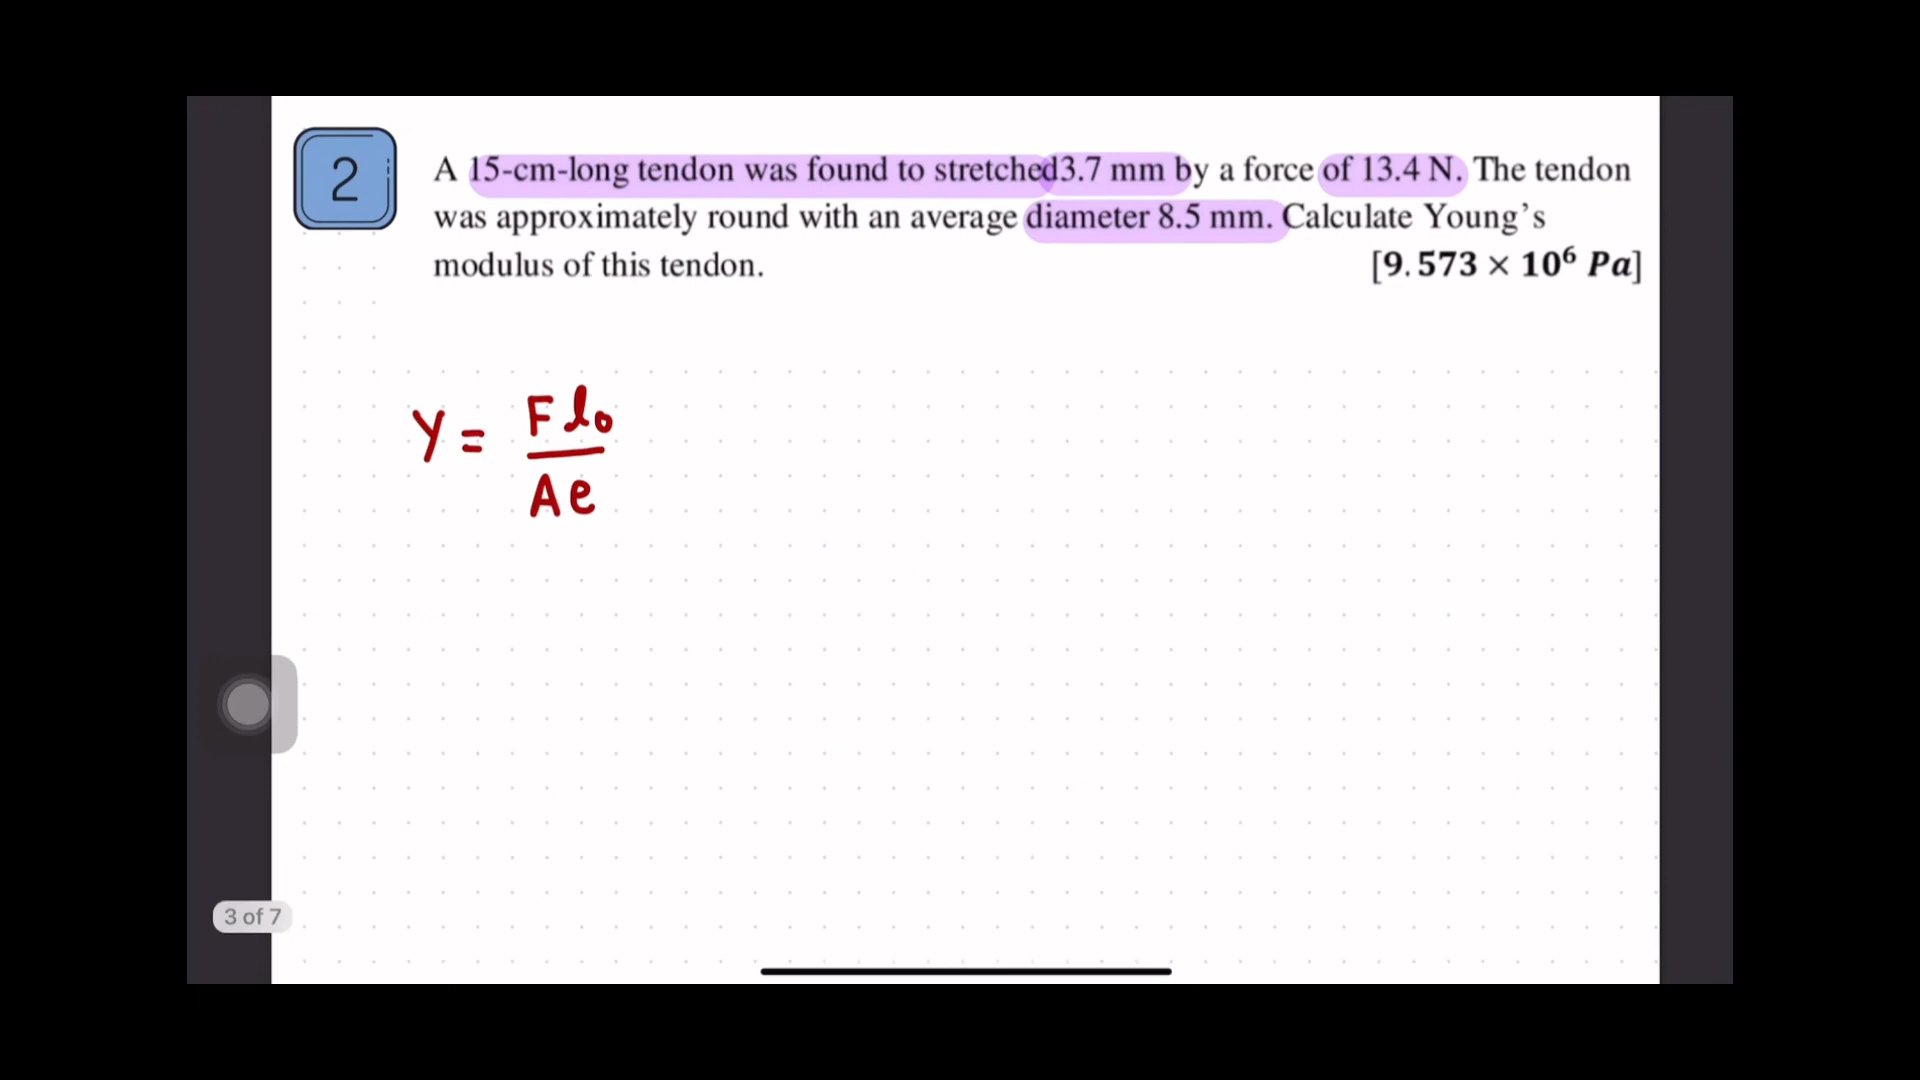 2
A 15-cm-long tendon was found to stretched3.7 mm by a force of 13.4 N. The tendon
was approximately round with an average diameter 8.5 mm. Calculate Young’s
modulus of this tendon. [9.573 × 10⁶ Pa]
Y = Fl₀
Ae
3 of 7